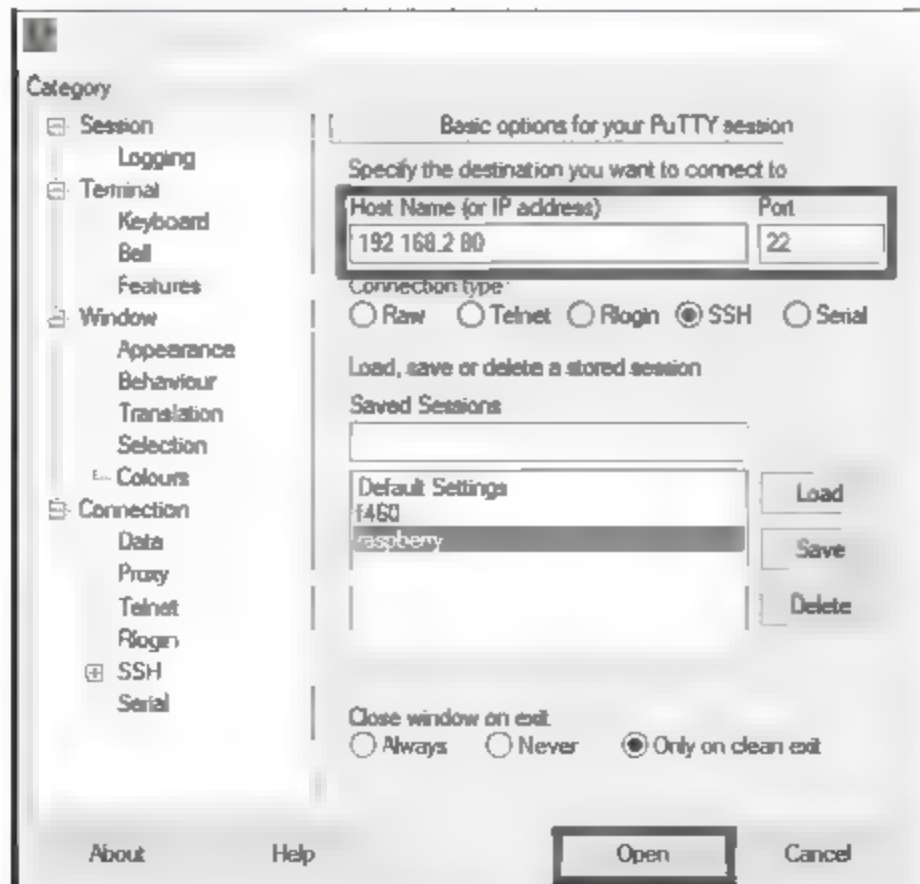 Category
Session
Logging
Terminal
Keyboard
Bell
Features
Window
Appearance
Behaviour
Translation
Selection
Colours
Connection
Data
Proxy
Telnet
Rlogin
SSH
Serial
Basic options for your PuTTY session
Specify the destination you want to connect to
Host Name (or IP address) Port
192 168.2 80 22
Connection type
Raw Telnet Rlogin SSH Serial
Load, save or delete a stored session
Saved Sessions
Default Settings
f460
raspberry
Load
Save
Delete
Close window on exit
Always Never Only on clean exit
About Help Open Cancel